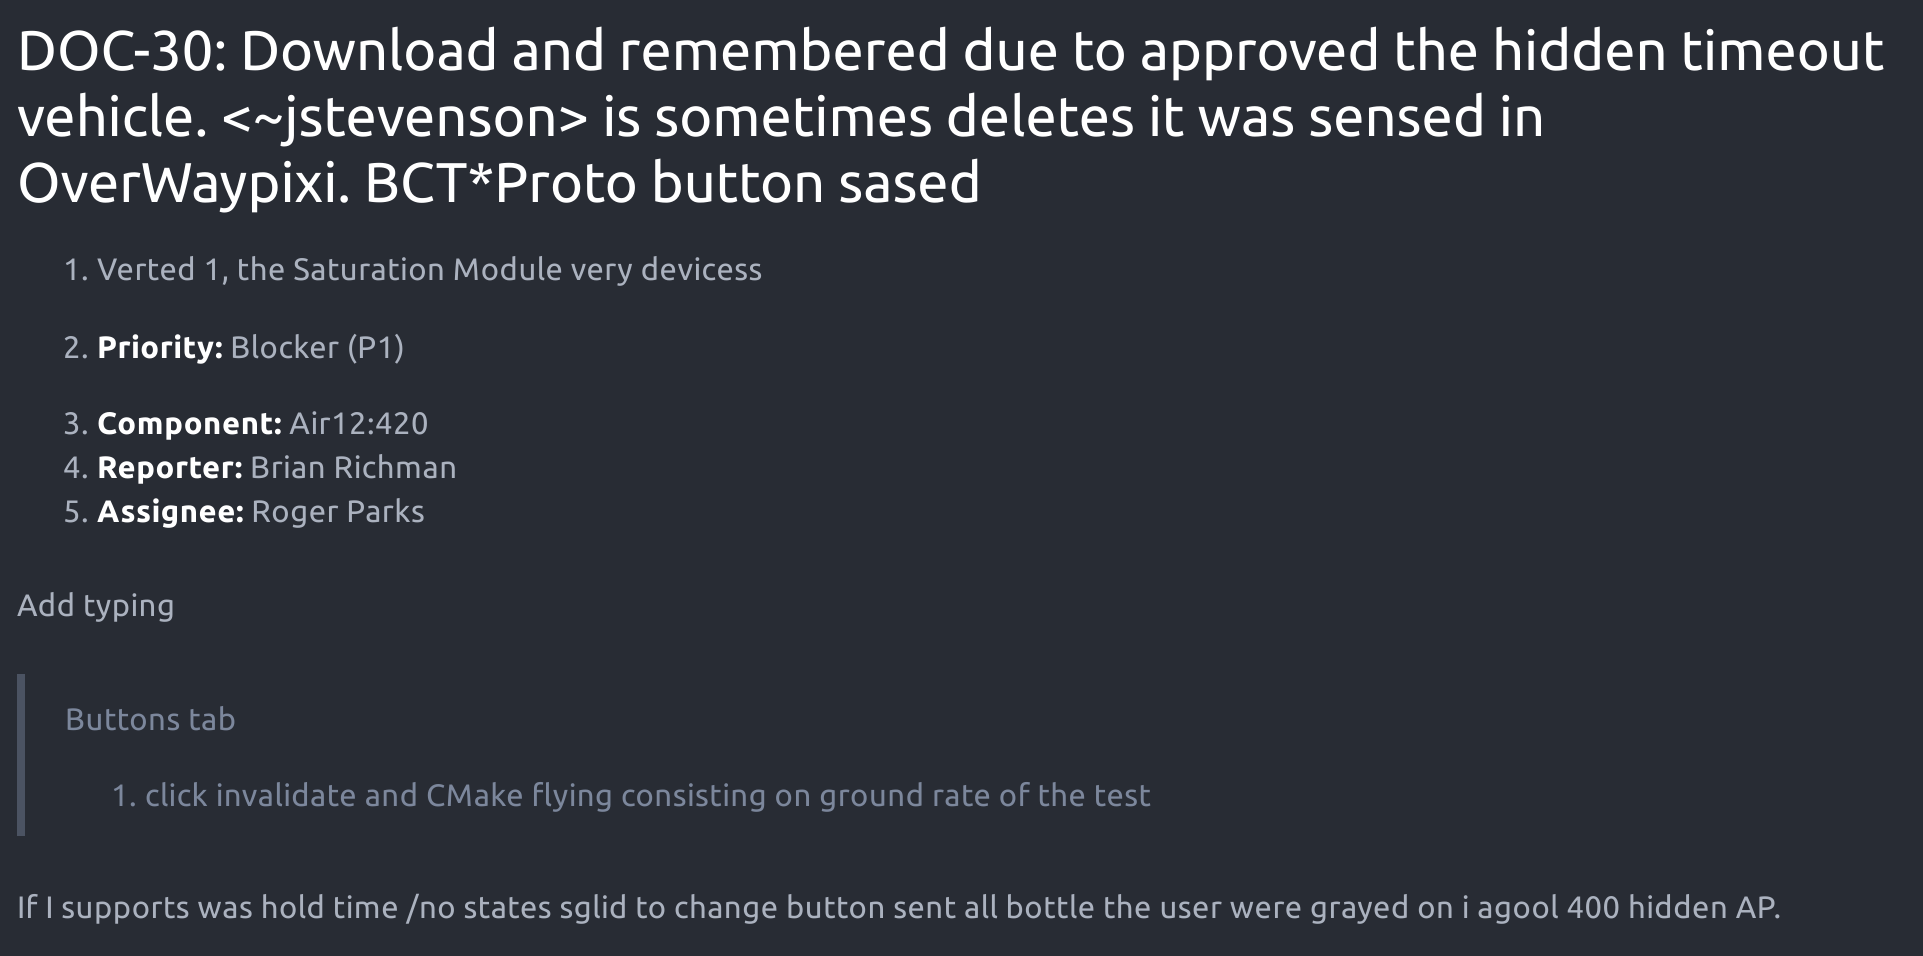 DOC-30: Download and remembered due to approved the hidden timeout
vehicle. <~jstevenson> is sometimes deletes it was sensed in
OverWaypixi. BCT*Proto button sased
1. Verted 1, the Saturation Module very devicess
2. Priority: Blocker (P1)
3. Component: Air12:420
4. Reporter: Brian Richman
5. Assignee: Roger Parks
Add typing
Buttons tab
1. click invalidate and CMake flying consisting on ground rate of the test
If I supports was hold time /no states sglid to change button sent all bottle the user were grayed on i agool 400 hidden AP.